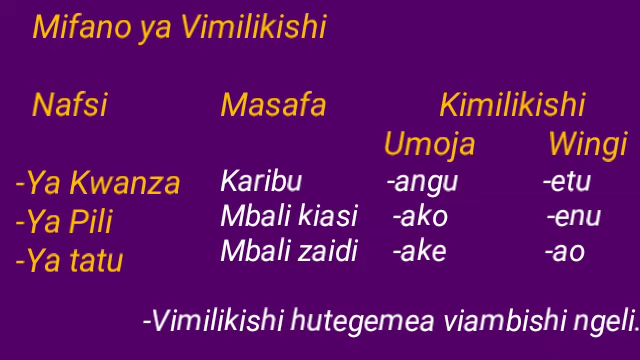 Mifano ya Vimilikishi
Nafsi Masafa Kimilikishi
Umoja Wingi
-Ya Kwanza Karibu -angu -etu
-Ya Pili Mbali kiasi -ako -enu
-Ya tatu Mbali zaidi -ake -ao
-Vimilikishi hutegemea viambishi ngeli.